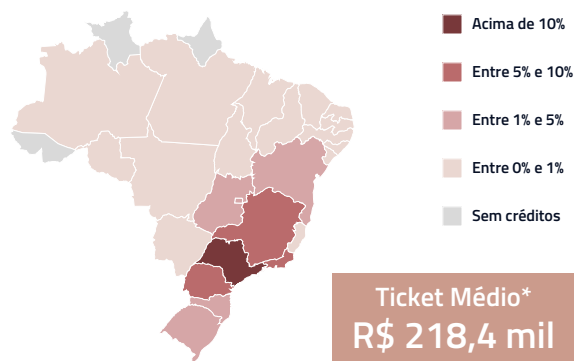 Acima de 10%
Entre 5% e 10%
Entre 1% e 5%
Entre 0% e 1%
Sem créditos
Ticket Médio*
R$ 218,4 mil